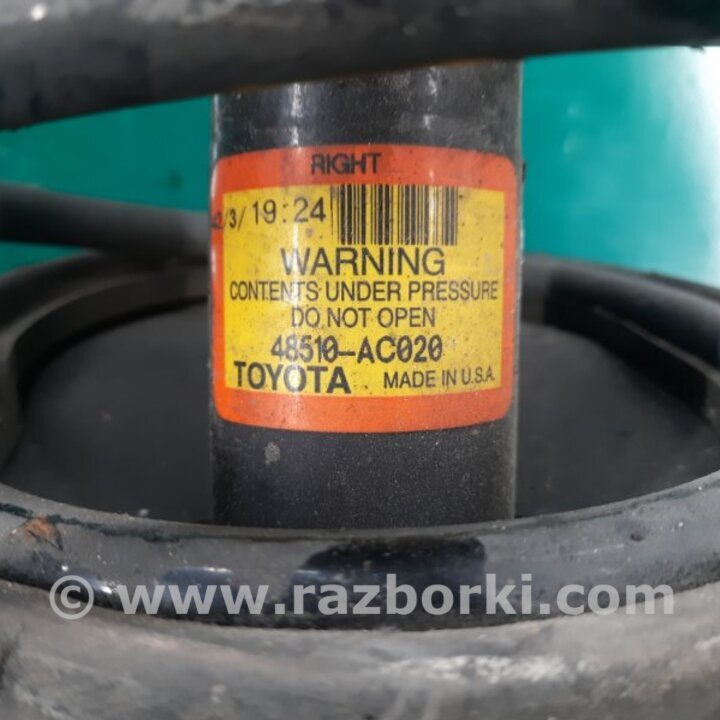 RIGHT
/3/ 19:24
WARNING
CONTENTS UNDER PRESSURE
DO NOT OPEN
48510-AC020
TOYOTA MADE IN U.S.A.
© www.razborki.com